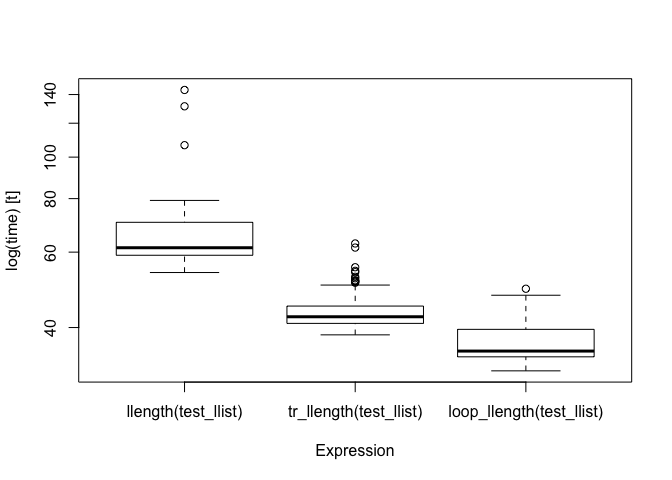 140
100
80
60
40
log(time) [t]
llength(test_llist) tr_llength(test_llist) loop_llength(test_llist)
Expression